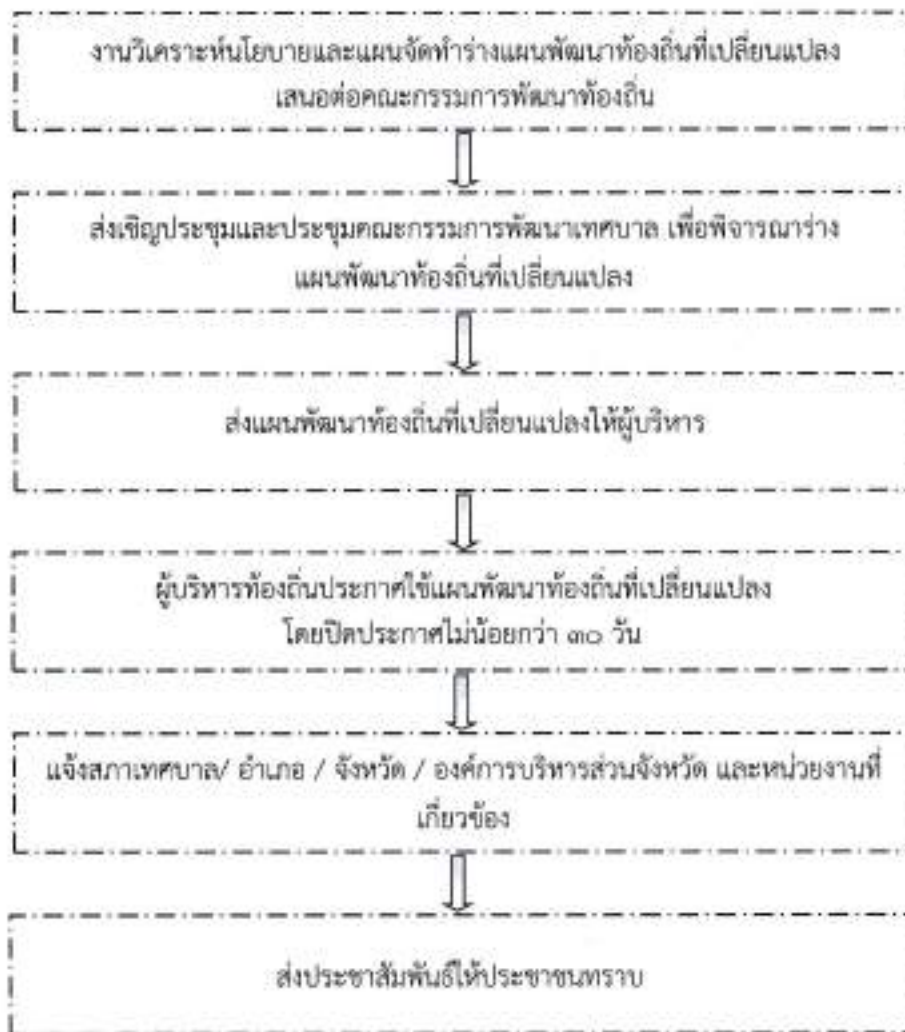 งานวิเคราะห์นโยบายและแผนจัดทำร่างแผนพัฒนาท้องถิ่นที่เปลี่ยนแปลง
เสนอต่อคณะกรรมการพัฒนาท้องถิ่น
ส่งเชิญประชุมและประชุมคณะกรรมการพัฒนาเทศบาล เพื่อพิจารณาร่าง
แผนพัฒนาท้องถิ่นที่เปลี่ยนแปลง
ส่งแผนพัฒนาท้องถิ่นที่เปลี่ยนแปลงให้ผู้บริหาร
ผู้บริหารท้องถิ่นประกาศใช้แผนพัฒนาท้องถิ่นที่เปลี่ยนแปลง
โดยปิดประกาศไม่น้อยกว่า ๓๐ วัน
แจ้งสภาเทศบาล/ อำเภอ / จังหวัด / องค์การบริหารส่วนจังหวัด และหน่วยงานที่
เกี่ยวข้อง
ส่งประชาสัมพันธ์ให้ประชาชนทราบ